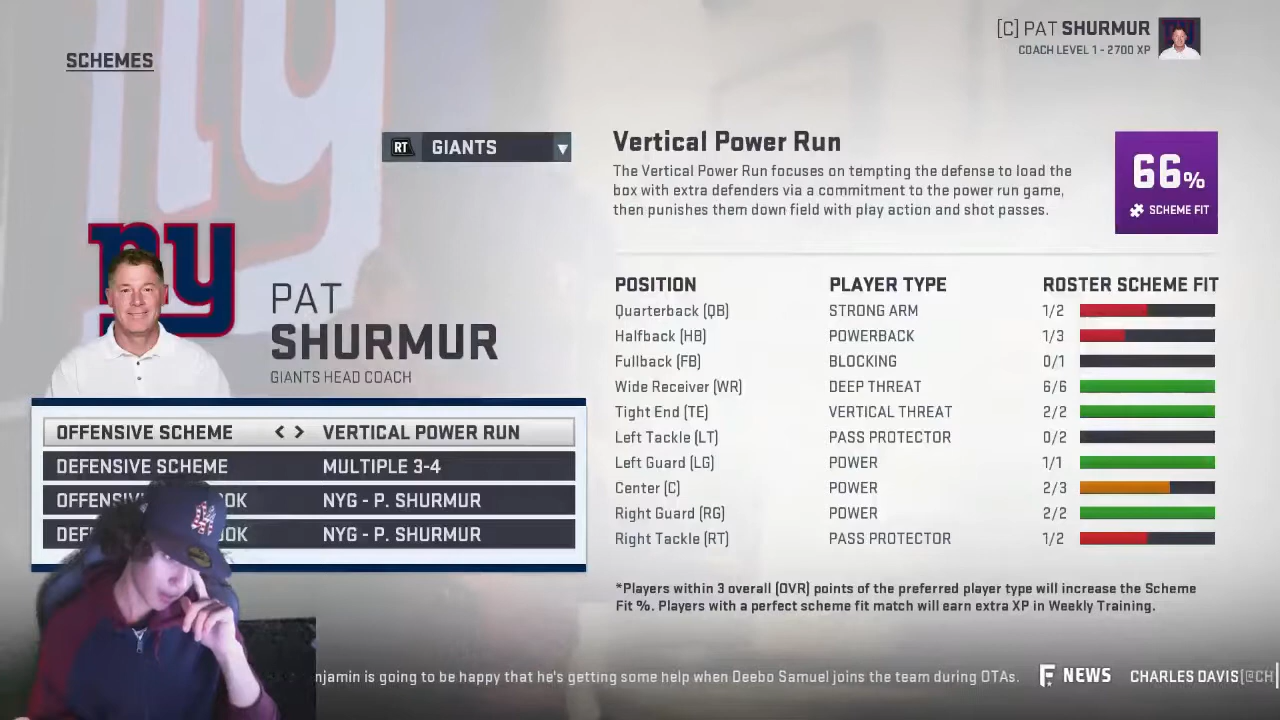 SCHEMES
[C] PAT SHURMUR
COACH LEVEL 1 - 2700 XP
RT GIANTS
ny
PAT
SHURMUR
GIANTS HEAD COACH
OFFENSIVE SCHEME < > VERTICAL POWER RUN
DEFENSIVE SCHEME MULTIPLE 3-4
NYG - P. SHURMUR
NYG - P. SHURMUR
Vertical Power Run
The Vertical Power Run focuses on tempting the defense to load the
box with extra defenders via a commitment to the power run game,
then punishes them down field with play action and shot passes.
66%
SCHEME FIT
POSITION PLAYER TYPE ROSTER SCHEME FIT
Quarterback (QB) STRONG ARM 1/2
Halfback (HB) POWERBACK 1/3
Fullback (FB) BLOCKING 0/1
Wide Receiver (WR) DEEP THREAT 6/6
Tight End (TE) VERTICAL THREAT 2/2
Left Tackle (LT) PASS PROTECTOR 0/2
Left Guard (LG) POWER 1/1
Center (C) POWER 2/3
Right Guard (RG) POWER 2/2
Right Tackle (RT) PASS PROTECTOR 1/2
*Players within 3 overall (OVR) points of the preferred player type will increase the Scheme
Fit %. Players with a perfect scheme fit match will earn extra XP in Weekly Training.
njamin is going to be happy that he's getting some help when Deebo Samuel joins the team during OTAs. F NEWS CHARLES DAVIS[@CH